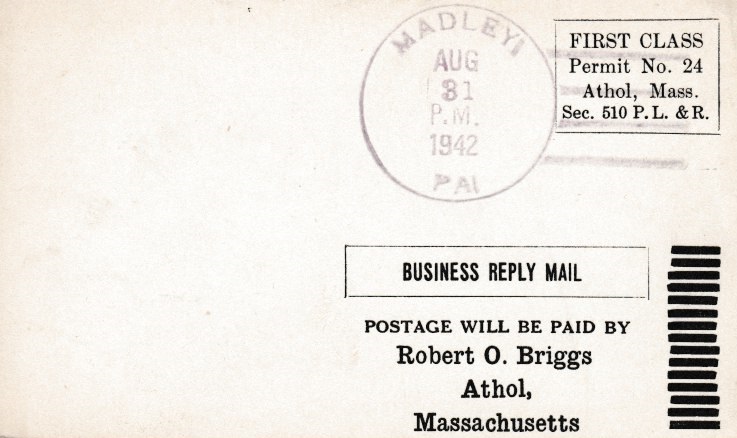 MADLEY
AUG
31
P.M.
1942
PA
FIRST CLASS
Permit No. 24
Athol, Mass.
Sec. 510 P. L. & R.
BUSINESS REPLY MAIL
POSTAGE WILL BE PAID BY
Robert O. Briggs
Athol,
Massachusetts